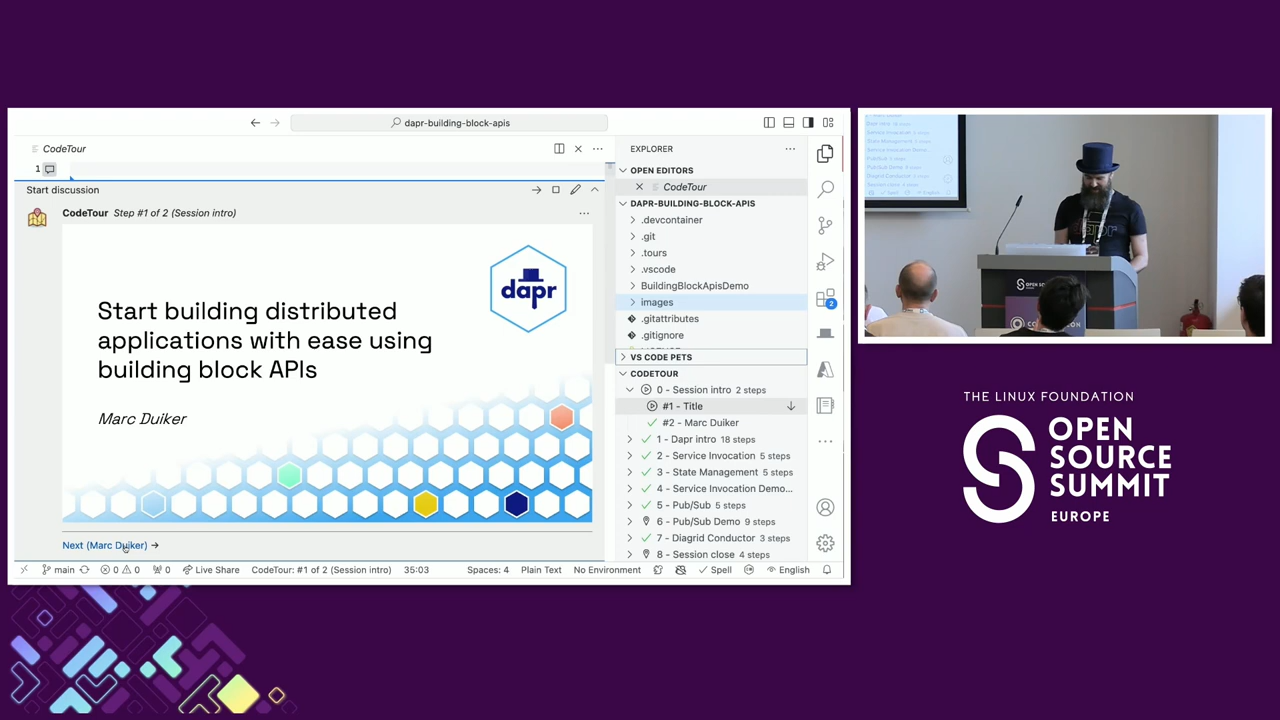 dapr-building-block-apis
CodeTour
1
Start discussion
CodeTour Step #1 of 2 (Session intro)
dapr
Start building distributed
applications with ease using
building block APIs
Marc Duiker
Next (Marc Duiker) →
main 0 0 0 Live Share CodeTour: #1 of 2 (Session intro) 35:03 Spaces: 4 Plain Text No Environment Spell English
EXPLORER
OPEN EDITORS
CodeTour
DAPR-BUILDING-BLOCK-APIS
.devcontainer
.git
.tours
.vscode
BuildingBlockApisDemo
images
.gitattributes
.gitignore
VS CODE PETS
CODETOUR
0 - Session intro 2 steps
#1 - Title
#2 - Marc Duiker
1 - Dapr intro 18 steps
2 - Service Invocation 5 steps
3 - State Management 5 steps
4 - Service Invocation Demo...
5 - Pub/Sub 5 steps
6 - Pub/Sub Demo 9 steps
7 - Diagrid Conductor 3 steps
8 - Session close 4 steps
2
THE LINUX FOUNDATION
OPEN
SOURCE
SUMMIT
EUROPE